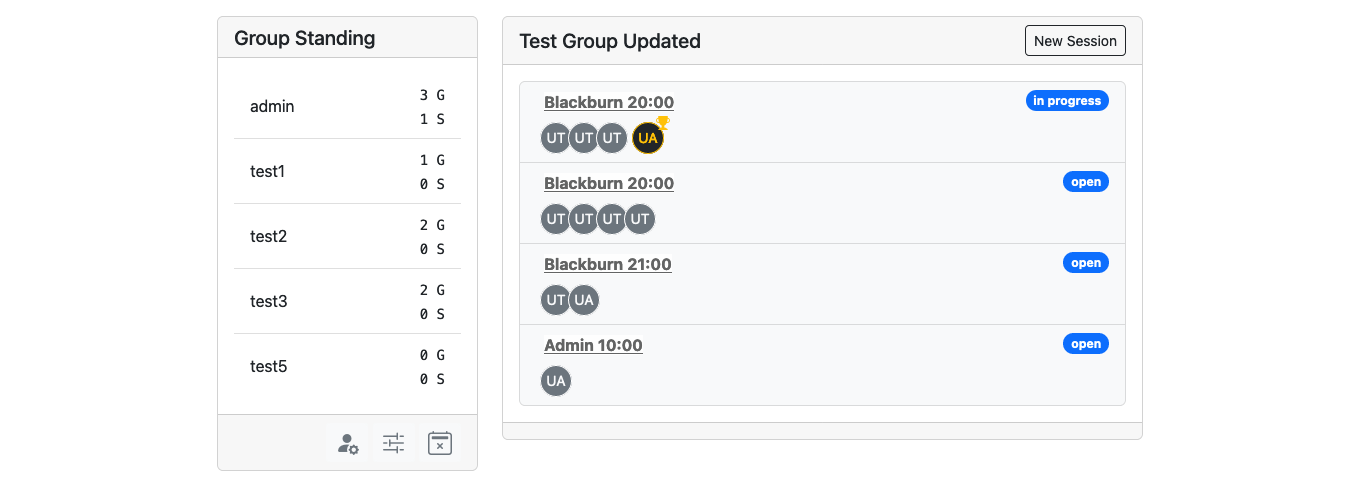 Group Standing
admin
3 G
1 S
test1
1 G
0 S
test2
2 G
0 S
test3
2 G
0 S
test5
0 G
0 S
Test Group Updated
New Session
Blackburn 20:00
in progress
UT UT UT UA
Blackburn 20:00
open
UT UT UT UT
Blackburn 21:00
open
UT UA
Admin 10:00
open
UA